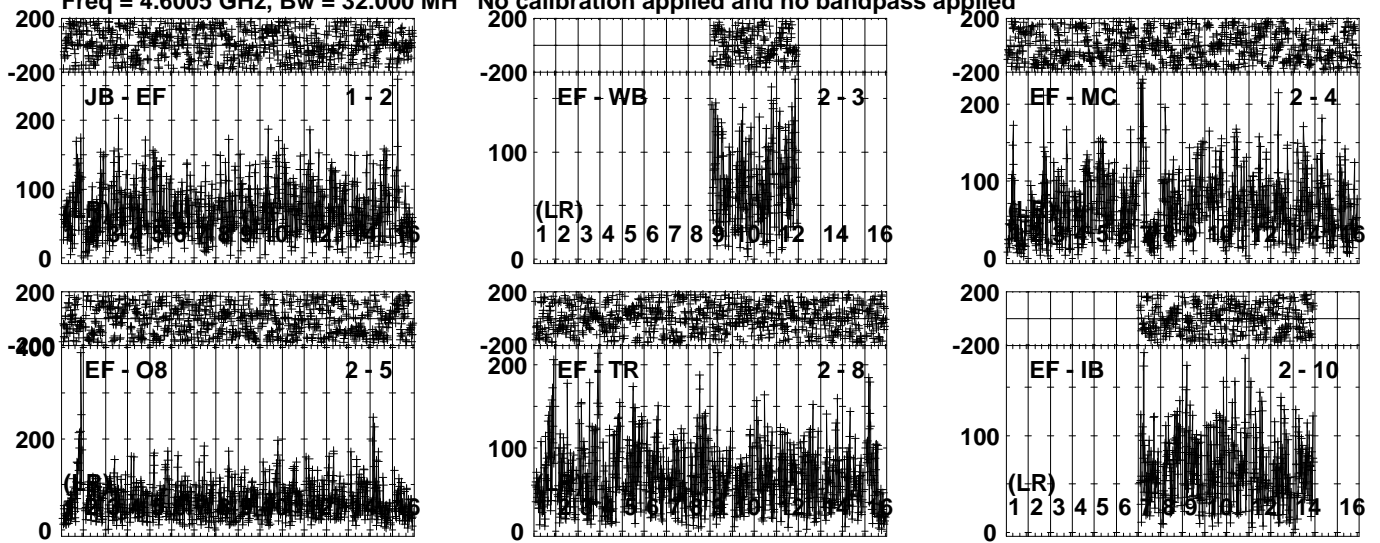 Freq = 4.6005 GHz, Bw = 32.000 MH No calibration applied and no bandpass applied
200
-200
JB - EF 1 - 2
200
100
0
200
-200
EF - WB 2 - 3
100
(LR)
1 2 3 4 5 6 7 8 9 10 12 14 16
0
200
-200
EF - MC 2 - 4
200
100
0
200
-200
400
EF - O8 2 - 5
200
0
200
-200
200
EF - TR 2 - 8
100
0
200
-200
EF - IB 2 - 10
100
(LR)
1 2 3 4 5 6 7 8 9 10 12 14 16
0